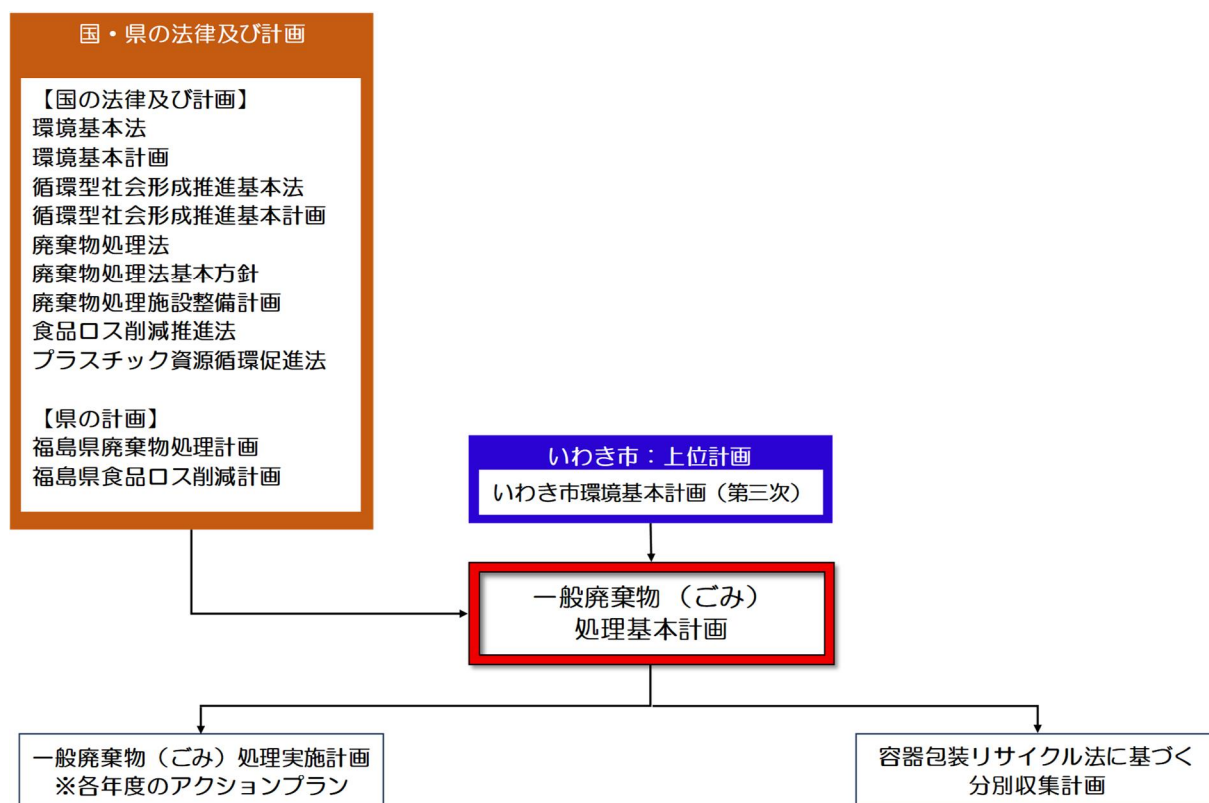 国・県の法律及び計画
【国の法律及び計画】
環境基本法
環境基本計画
循環型社会形成推進基本法
循環型社会形成推進基本計画
廃棄物処理法
廃棄物処理法基本方針
廃棄物処理施設整備計画
食品ロス削減推進法
プラスチック資源循環促進法
【県の計画】
福島県廃棄物処理計画
福島県食品ロス削減計画
いわき市：上位計画
いわき市環境基本計画（第三次）
一般廃棄物 （ごみ）
処理基本計画
一般廃棄物（ごみ）処理実施計画
※各年度のアクションプラン
容器包装リサイクル法に基づく
分別収集計画